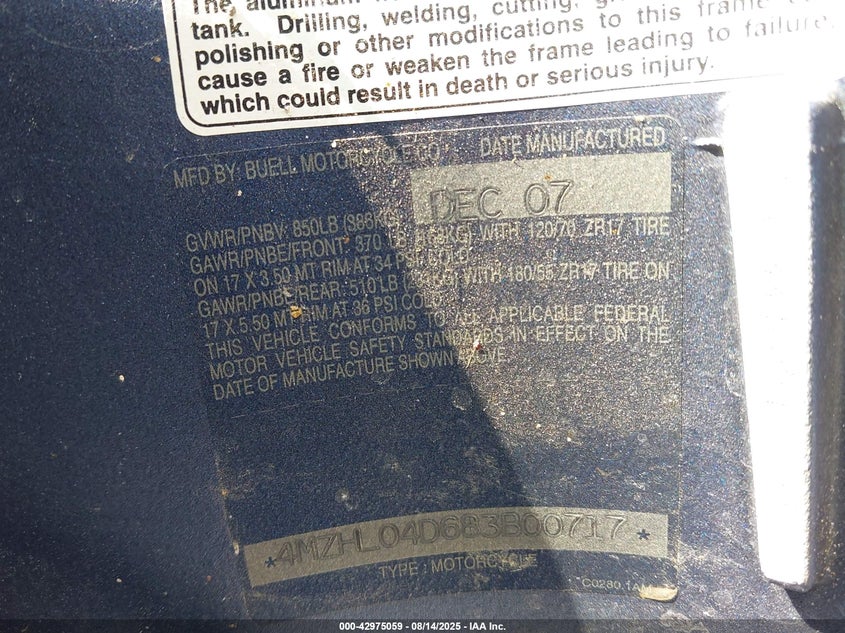 The aluminum
tank. Drilling, welding, cutting,
polishing or other modifications to this frame
cause a fire or weaken the frame leading to failure,
which could result in death or serious injury.
MFD BY: BUELL MOTORCYCLE CO DATE MANUFACTURED
DEC 07
GVWR/PNBV: 850LB (386KG)
GAWR/PNBE/FRONT: 370 LB (168KG) WITH 120/70 ZR17 TIRE
ON 17 X 3.50 MT RIM AT 34 PSI COLD
GAWR/PNBE/REAR: 510 LB WITH 180/55 ZR17 TIRE ON
17 X 5.50 MT RIM AT 36 PSI COLD
THIS VEHICLE CONFORMS TO ALL APPLICABLE FEDERAL
MOTOR VEHICLE SAFETY STANDARDS IN EFFECT ON THE
DATE OF MANUFACTURE SHOWN ABOVE
*4MZHL04D683B00717*
TYPE : MOTORCYCLE
000-42975059 - 08/14/2025 - IAA Inc.